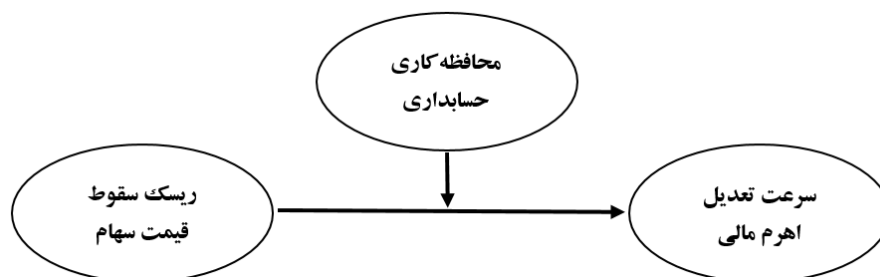 محافظه کاری
حسابداری
ریسک سقوط
قیمت سهام
سرعت تعدیل
اهرم مالی